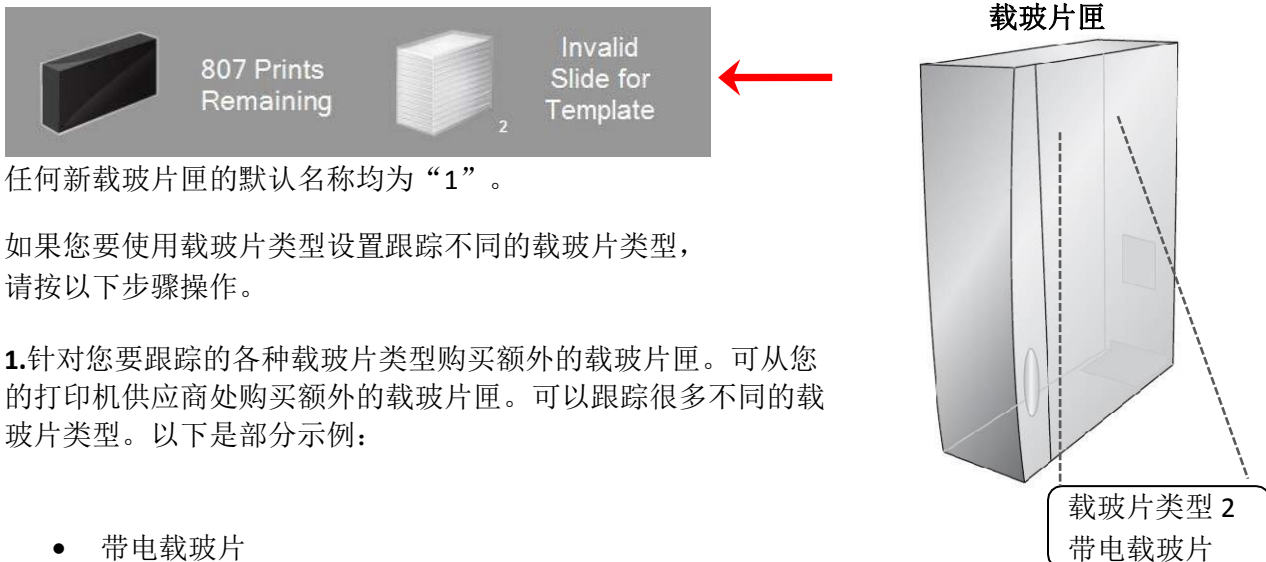 载玻片匣
807 Prints
Remaining
2
Invalid
Slide for
Template
任何新载玻片匣的默认名称均为“1”。
如果您要使用载玻片类型设置跟踪不同的载玻片类型，
请按以下步骤操作。
1.针对您要跟踪的各种载玻片类型购买额外的载玻片匣。可从您
的打印机供应商处购买额外的载玻片匣。可以跟踪很多不同的载
玻片类型。以下是部分示例：
• 带电载玻片
载玻片类型 2
带电载玻片